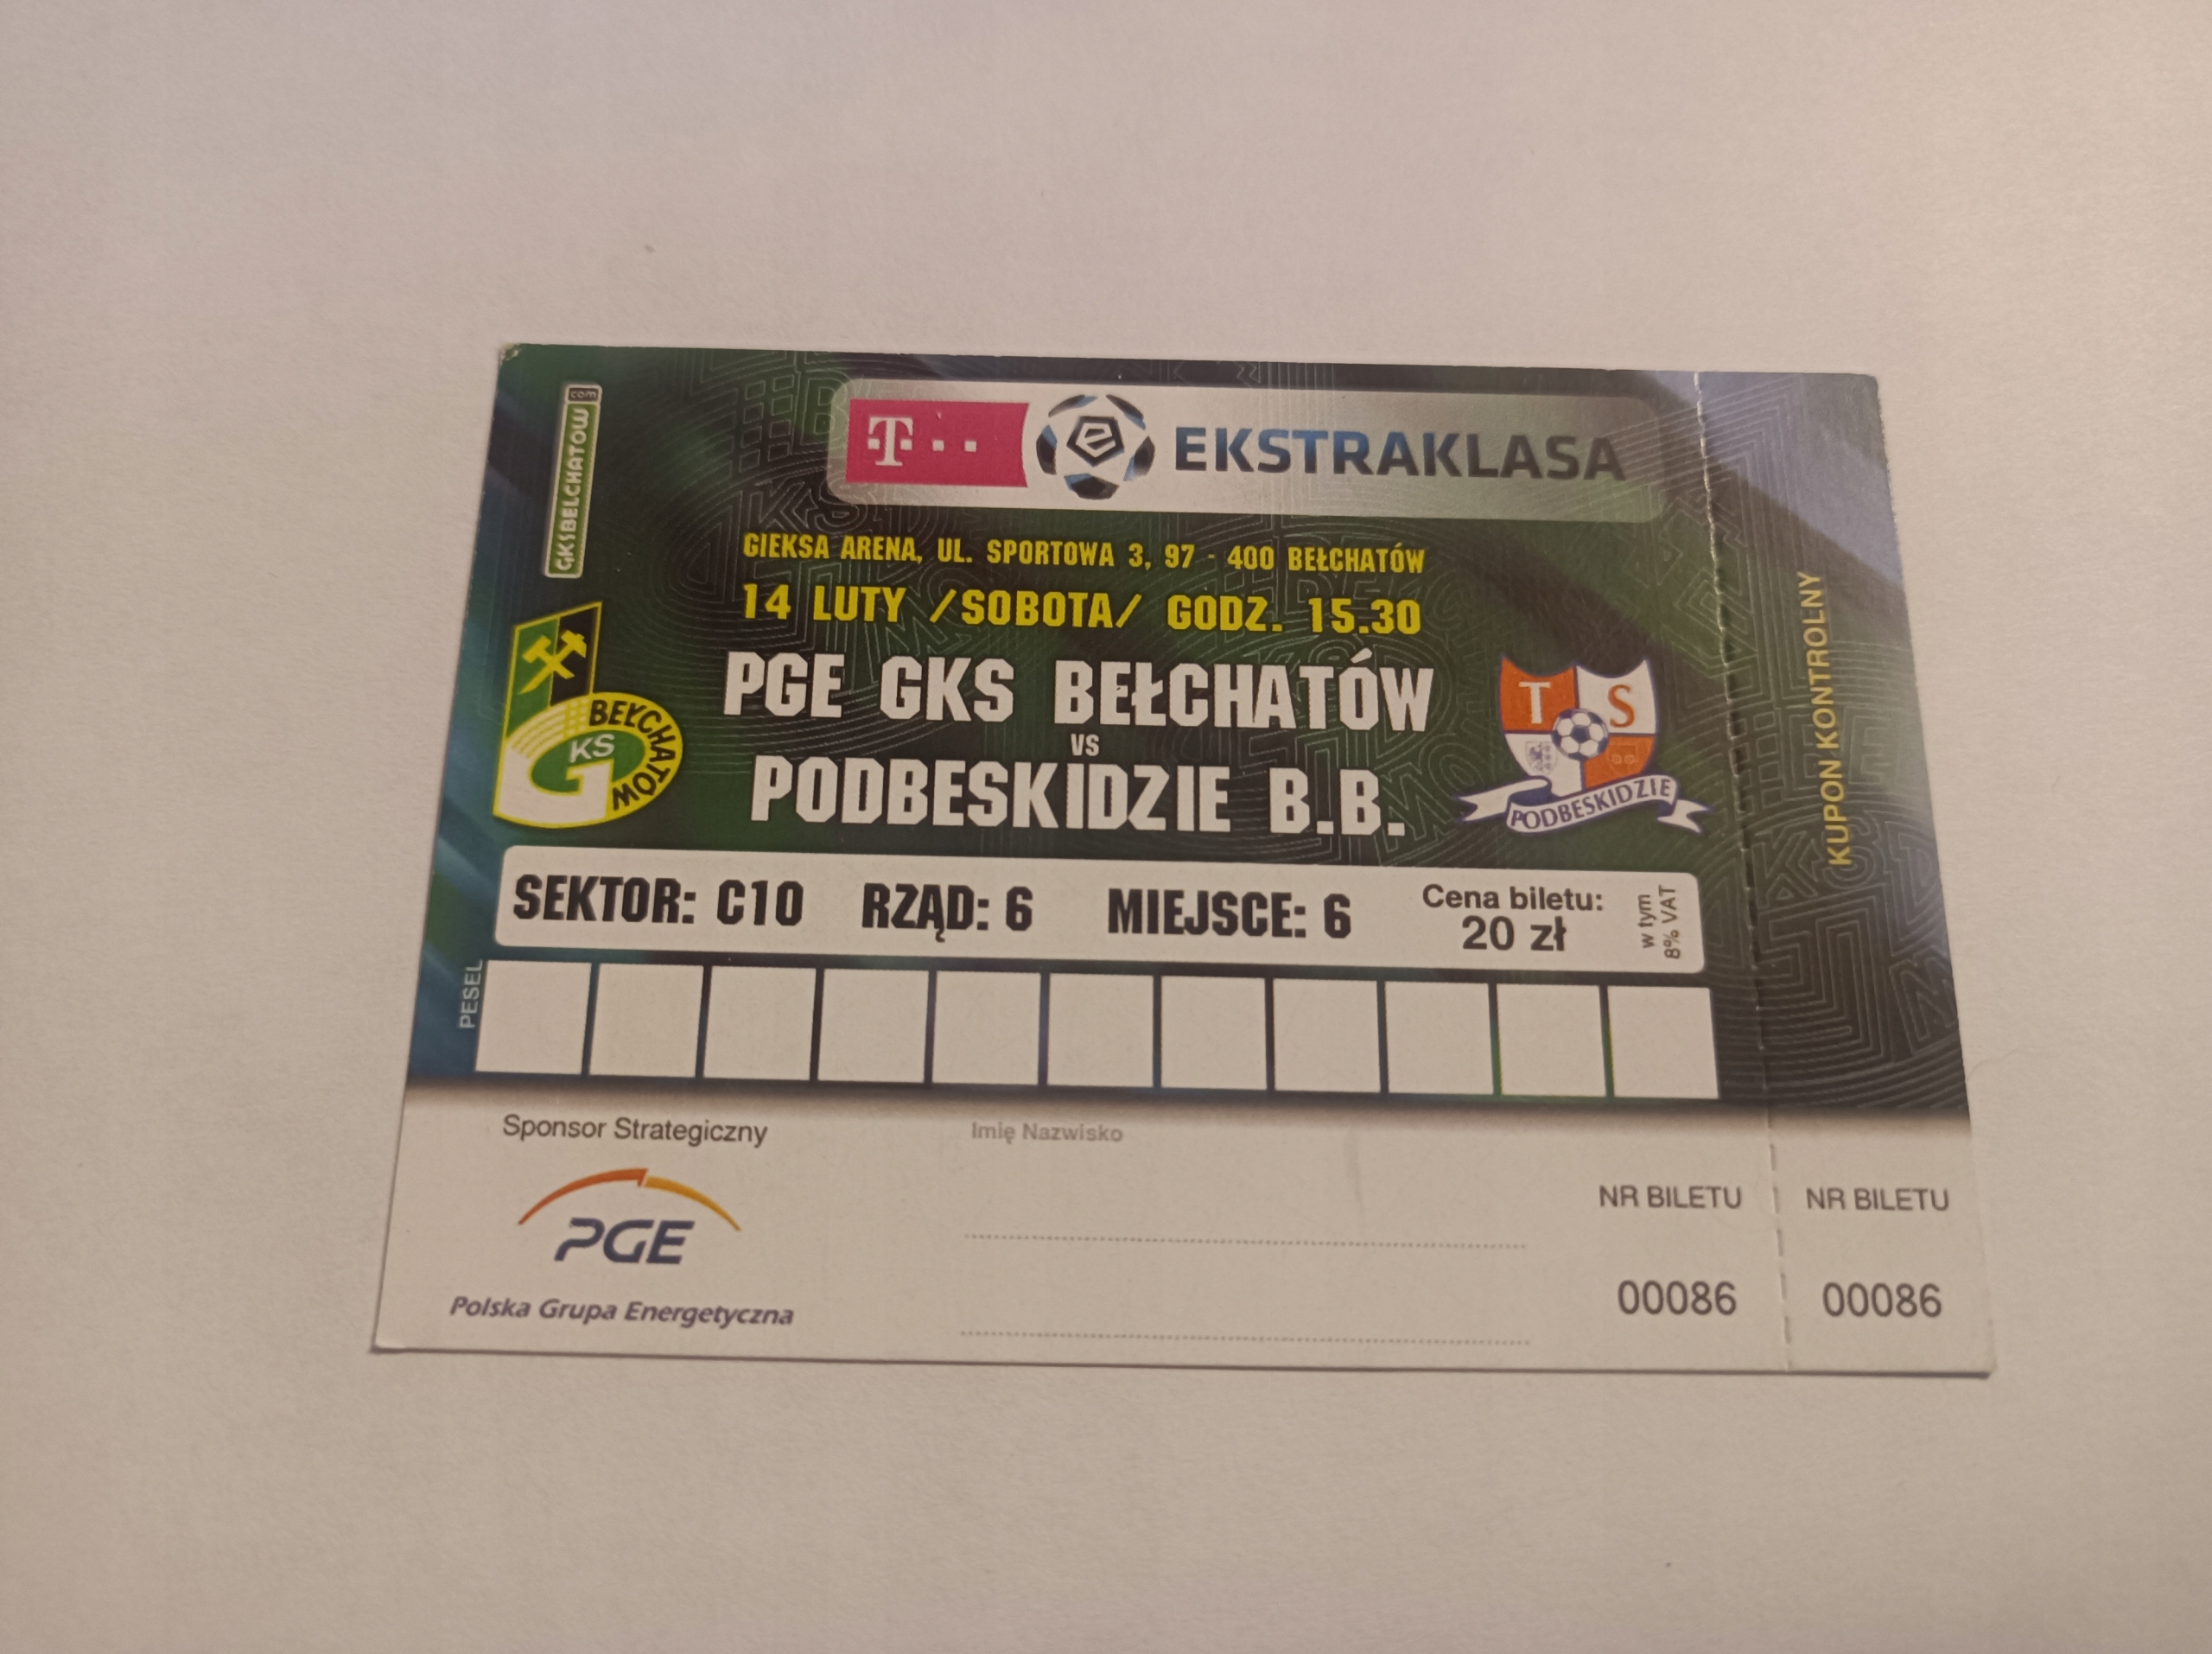 GKSBELCHATOW.com
T • • e EKSTRAKLASA
GIEKSA ARENA, UL. SPORTOWA 3, 97 - 400 BEŁCHATÓW
14 LUTY /SOBOTA/ GODZ. 15.30
PGE GKS BEŁCHATÓW
vs
PODBESKIDZIE B.B.
BEŁCHATÓW
GKS
T S
PODBESKIDZIE
SEKTOR: C10 RZĄD: 6 MIEJSCE: 6
Cena biletu:
20 zł
w tym
8% VAT
PESEL
KUPON KONTROLNY
Sponsor Strategiczny
PGE
Polska Grupa Energetyczna
Imię Nazwisko
NR BILETU
00086
NR BILETU
00086